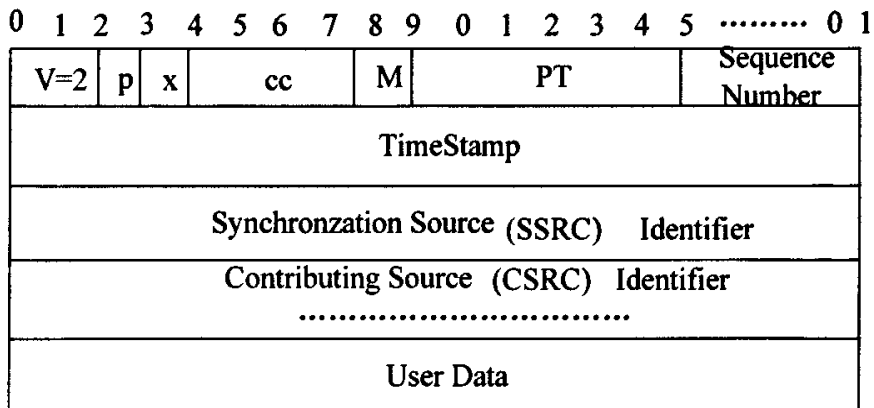 0 1 2 3 4 5 6 7 8 9 0 1 2 3 4 5 ......... 0 1
V=2 p x cc M PT Sequence
Number
TimeStamp
Synchronzation Source (SSRC) Identifier
Contributing Source (CSRC) Identifier
.................................
User Data